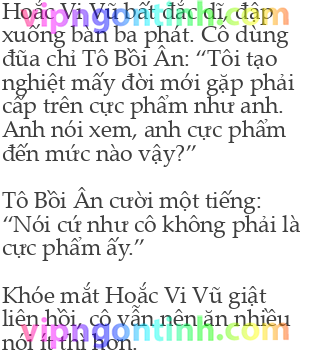 Hoắc Vi Vũ bất đắc dĩ, đập
xuống bàn ba phát. Cô dùng
đũa chỉ Tô Bồi Ân: “Tôi tạo
nghiệt mấy đời mới gặp phải
cấp trên cực phẩm như anh.
Anh nói xem, anh cực phẩm
đến mức nào vậy?”

Tô Bồi Ân cười một tiếng:
“Nói cứ như cô không phải là
cực phẩm ấy.”

Khóe mắt Hoắc Vi Vũ giật
liên hồi, cô vẫn nên ăn nhiều
nói ít thì hơn.
vipngontinh.com
vipngontinh.com